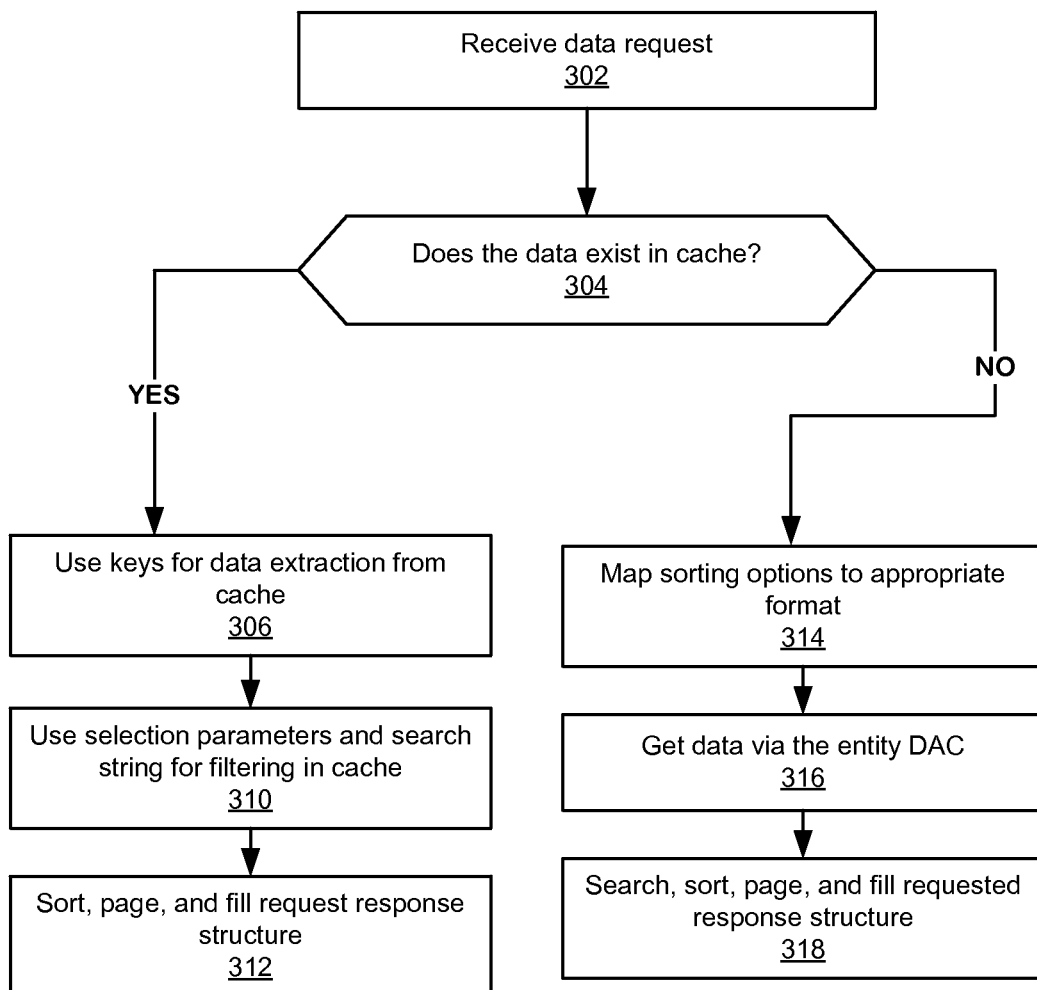 Receive data request
302
Does the data exist in cache?
304
YES
NO
Use keys for data extraction from
cache
306
Map sorting options to appropriate
format
314
Use selection parameters and search
string for filtering in cache
310
Get data via the entity DAC
316
Sort, page, and fill request response
structure
312
Search, sort, page, and fill requested
response structure
318